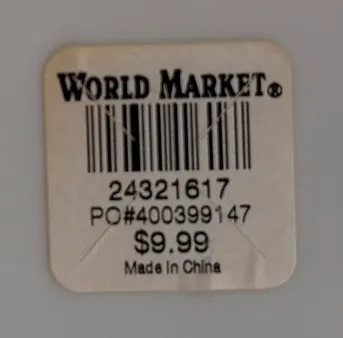 WORLD MARKET®
24321617
PO#400399147
$9.99
Made In China